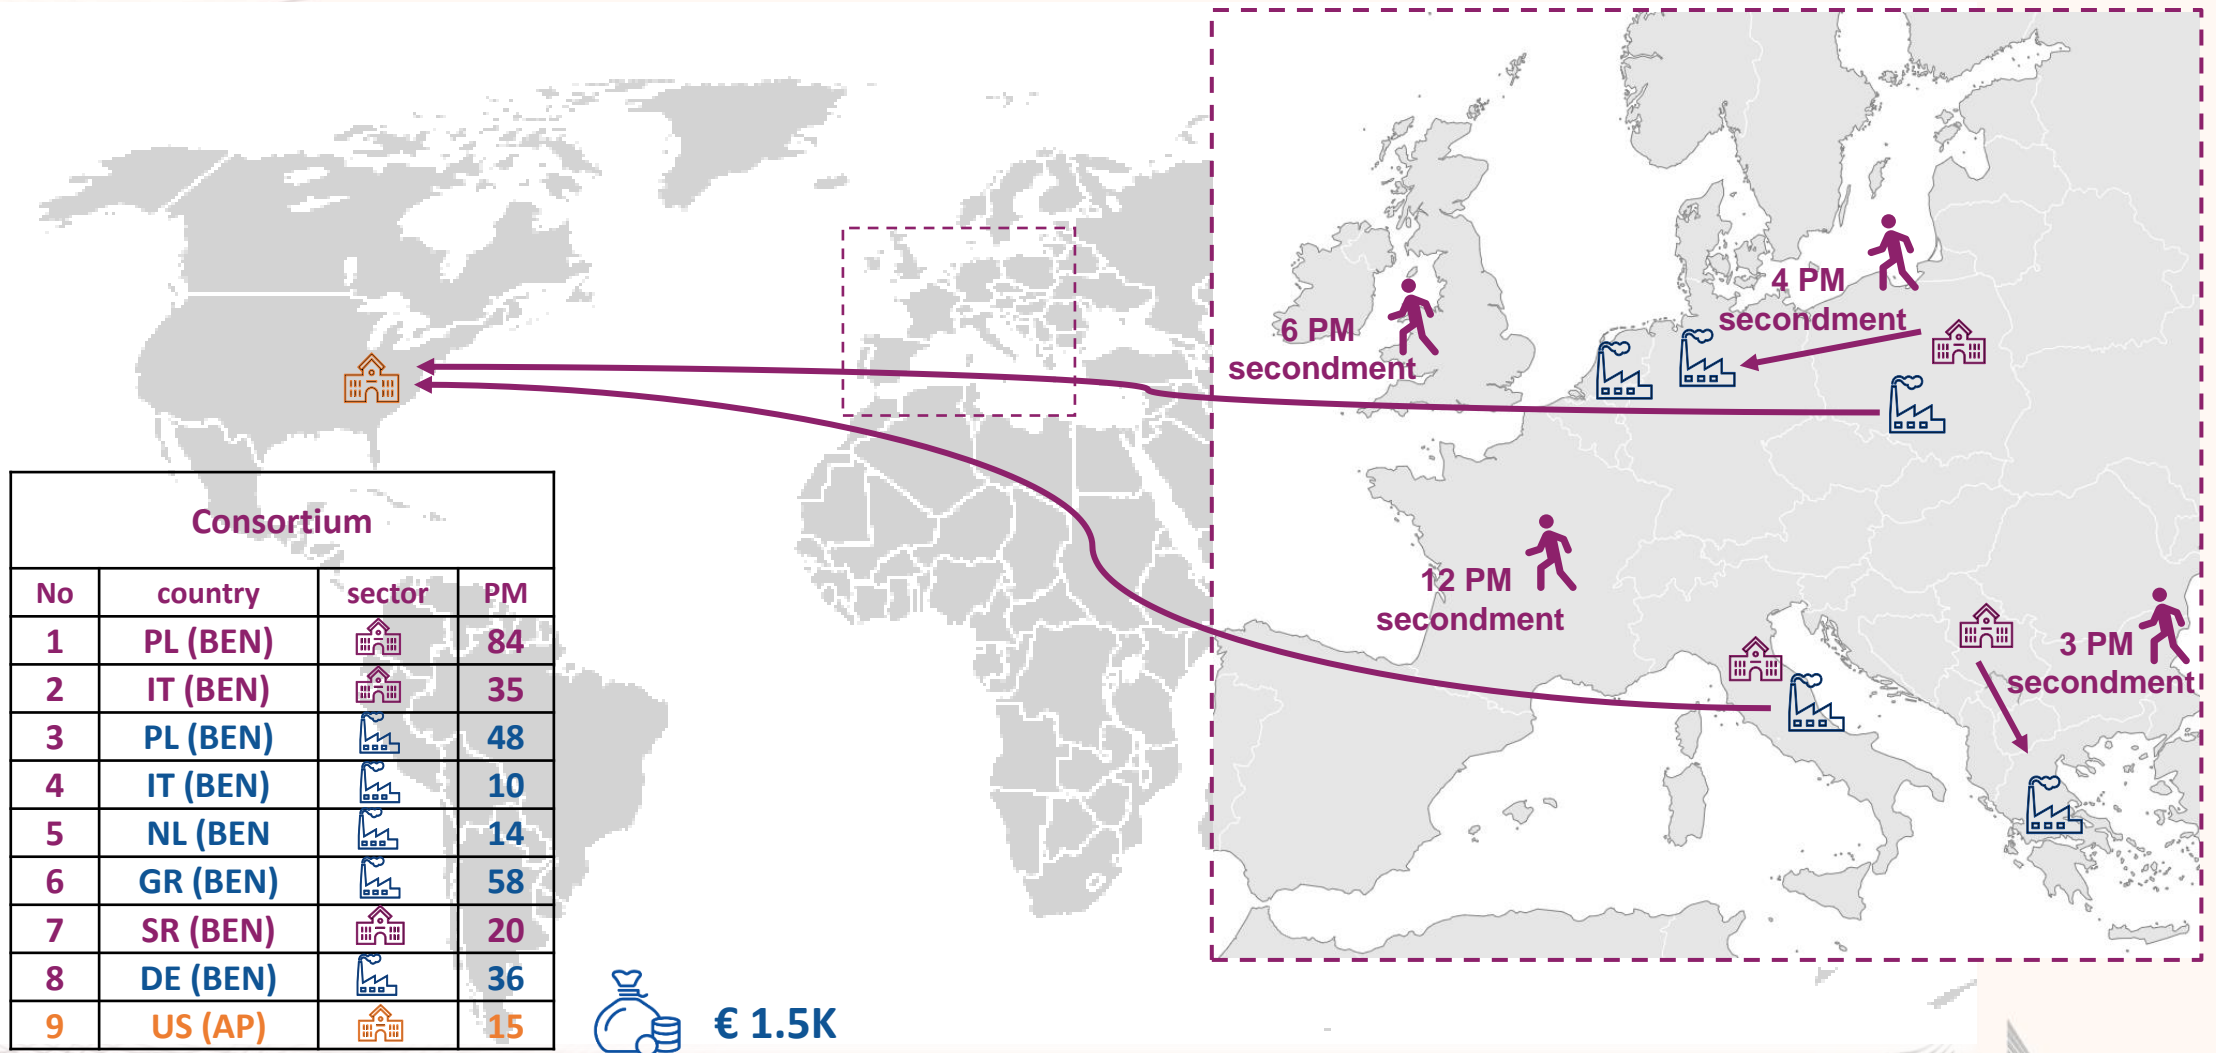 6 PM
secondment
4 PM
secondment
12 PM
secondment
3 PM
secondment
Consortium
No country sector PM
1 PL (BEN) 84
2 IT (BEN) 35
3 PL (BEN) 48
4 IT (BEN) 10
5 NL (BEN 14
6 GR (BEN) 58
7 SR (BEN) 20
8 DE (BEN) 36
9 US (AP) 15
€ 1.5K